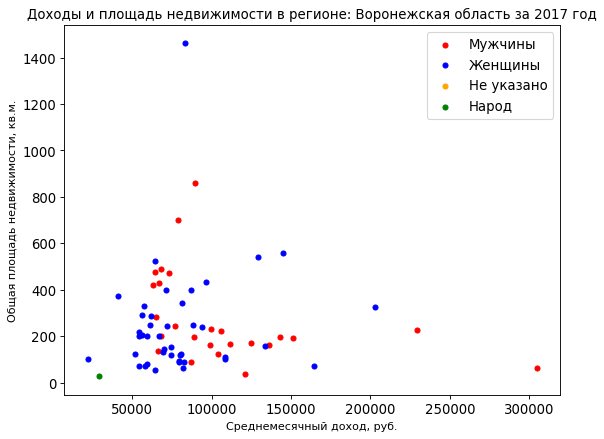 Доходы и площадь недвижимости в регионе: Воронежская область за 2017 год
Общая площадь недвижимости, кв.м.
1400
1200
1000
800
600
400
200
0
Мужчины
Женщины
Не указано
Народ
50000 100000 150000 200000 250000 300000
Среднемесячный доход, руб.